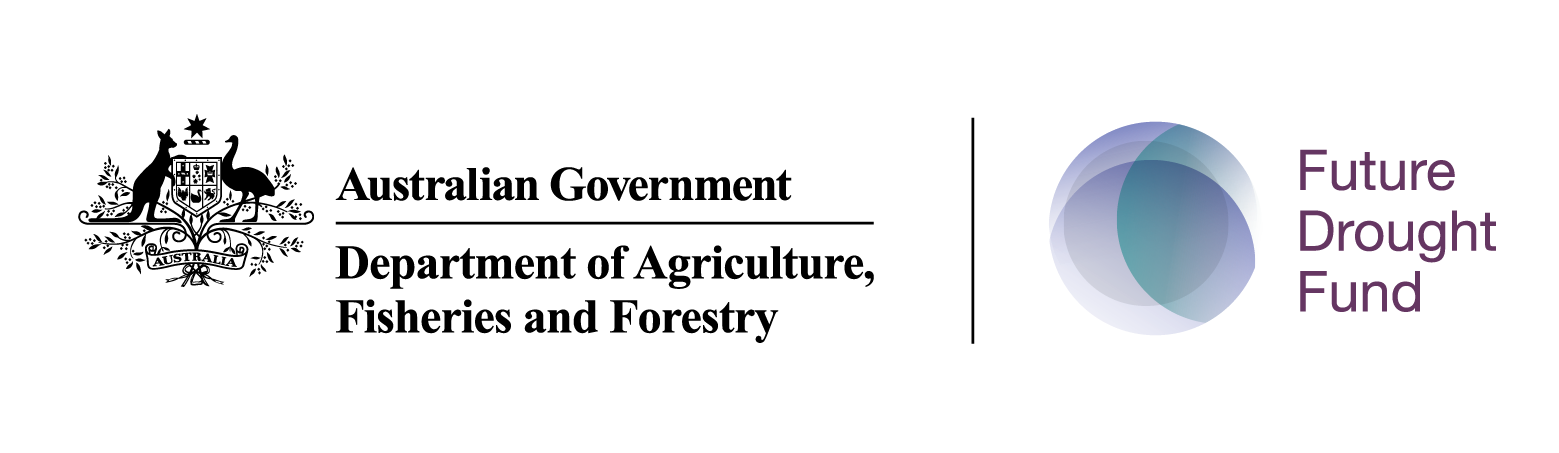 AUSTRALIA
Australian Government
Department of Agriculture,
Fisheries and Forestry
Future
Drought
Fund